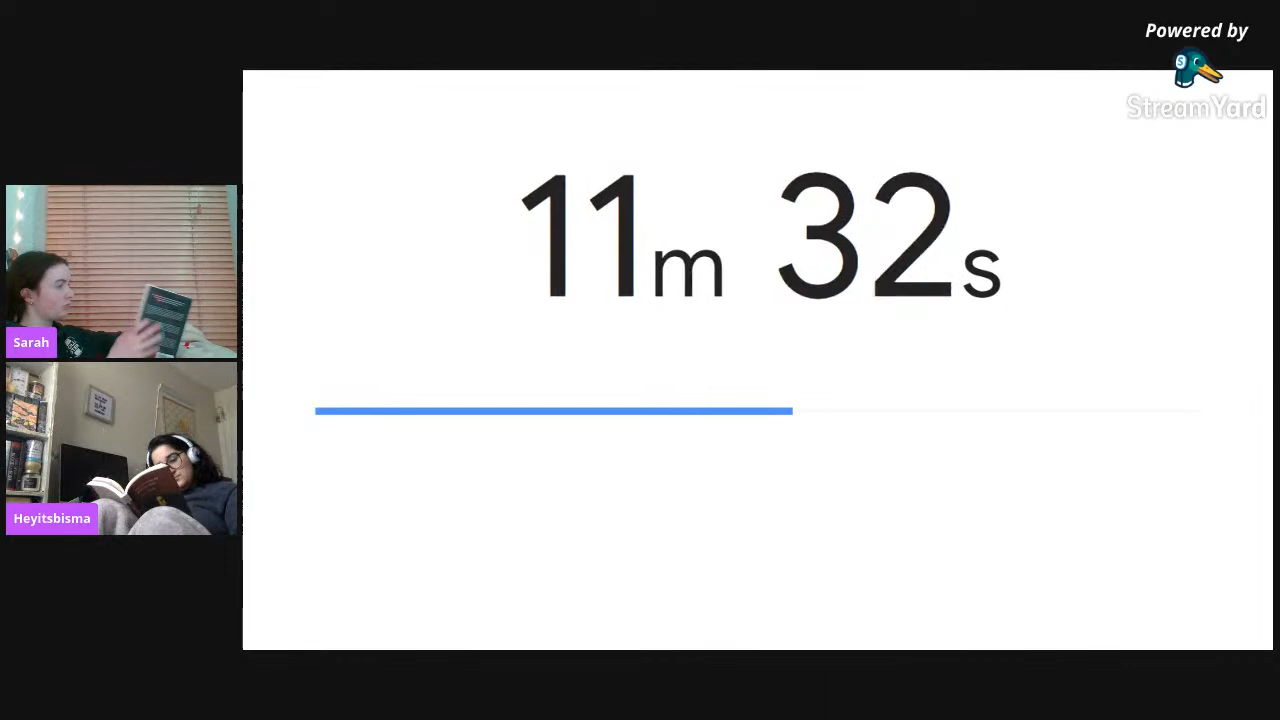 Powered by
StreamYard
11m 32s
Sarah
Heyitsbisma